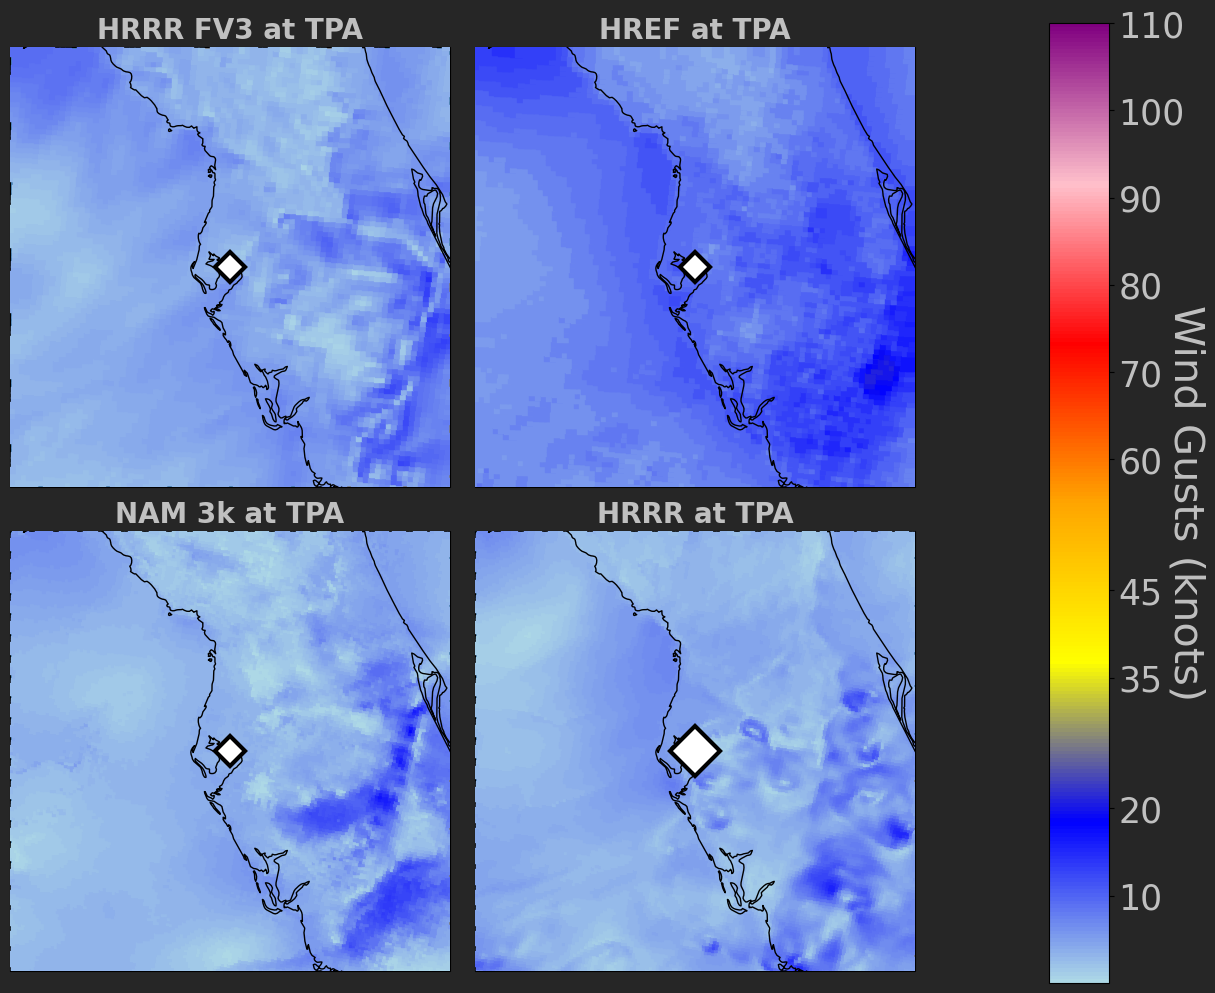 HRRR FV3 at TPA
HREF at TPA
NAM 3k at TPA
HRRR at TPA
110
100
90
80
70
60
45
35
20
10
Wind Gusts (knots)